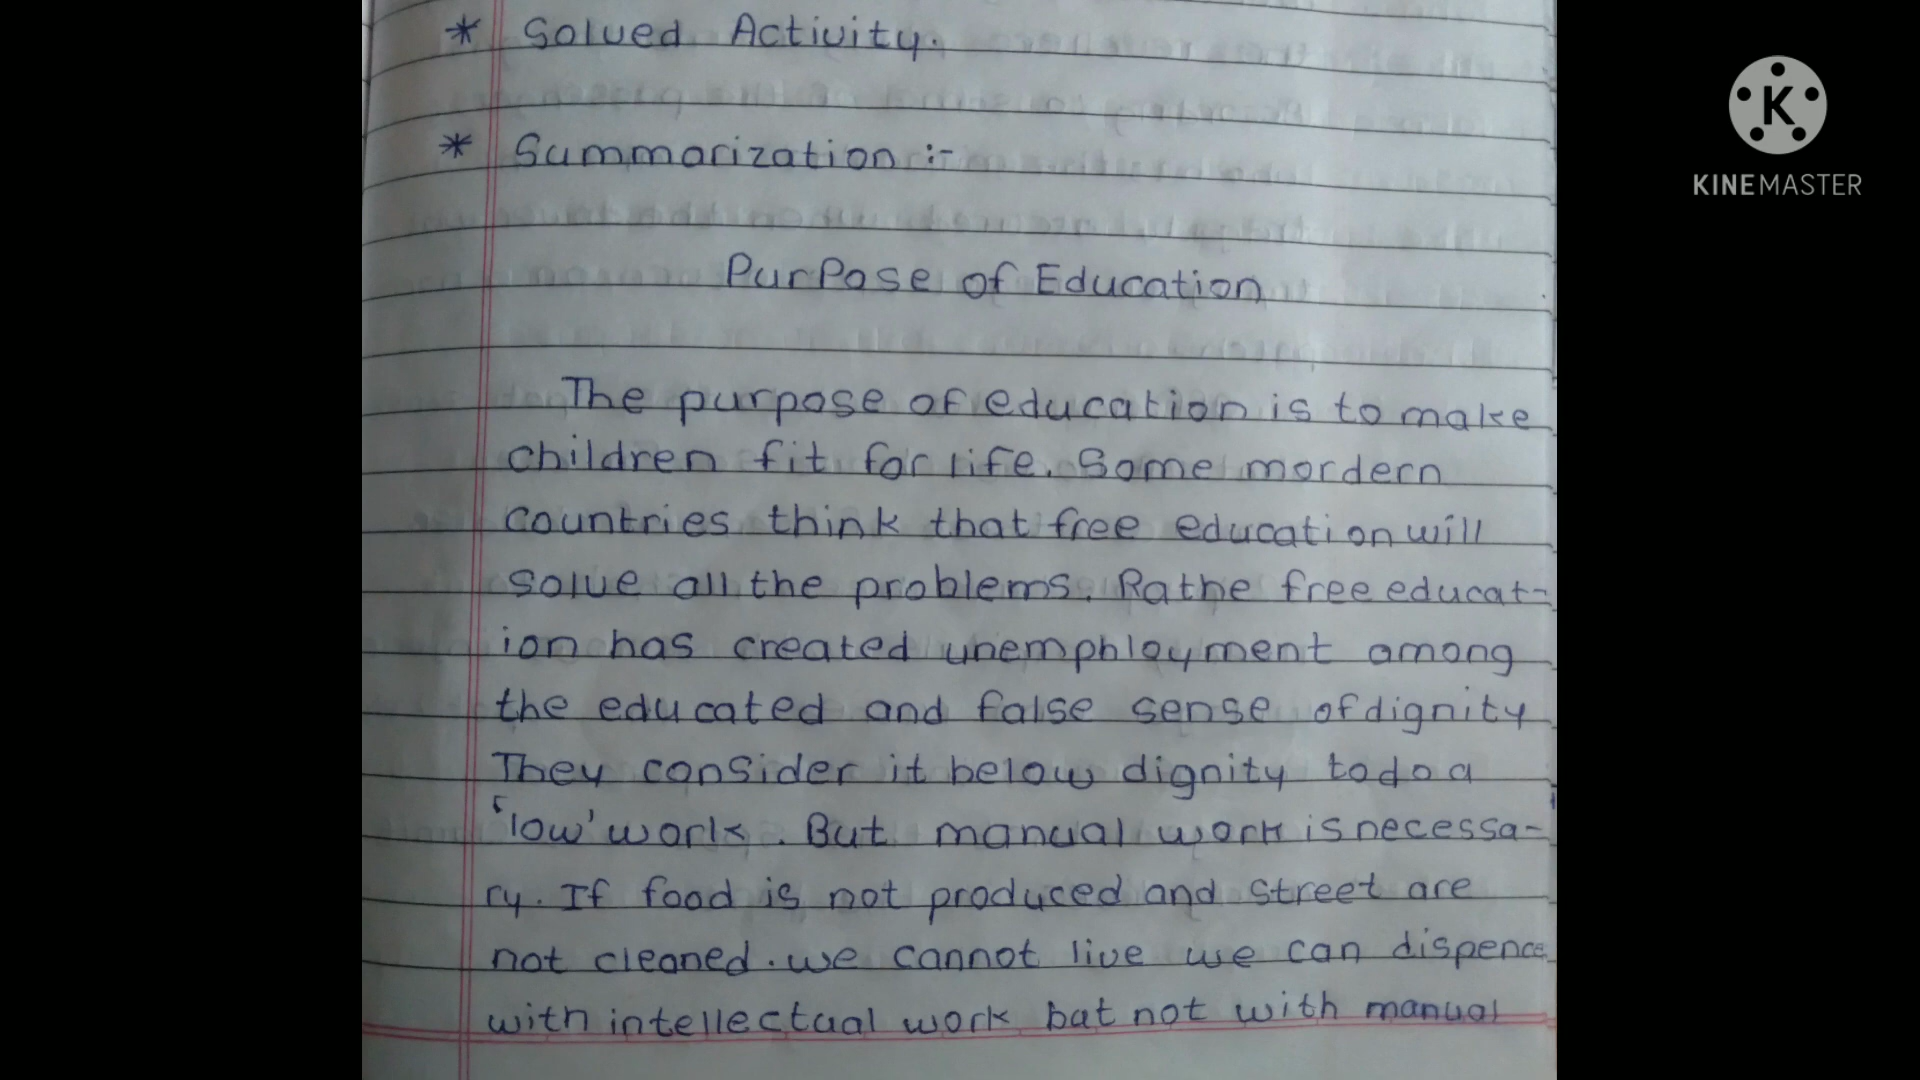 * Solved Activity.
* Summarization :-
PurPose of Education
The purpose of education is to make
children fit for life. Some mordern
countries think that free education will
solve all the problems. Rathe free educat-
ion has created unemphloyment among
the educated and false sense of dignity
They consider it below dignity to do a
'low' work. But manual work is necessa-
ry. If food is not produced and street are
not cleaned. we cannot live we can dispence
with intellectual work but not with manual
K
KINEMASTER